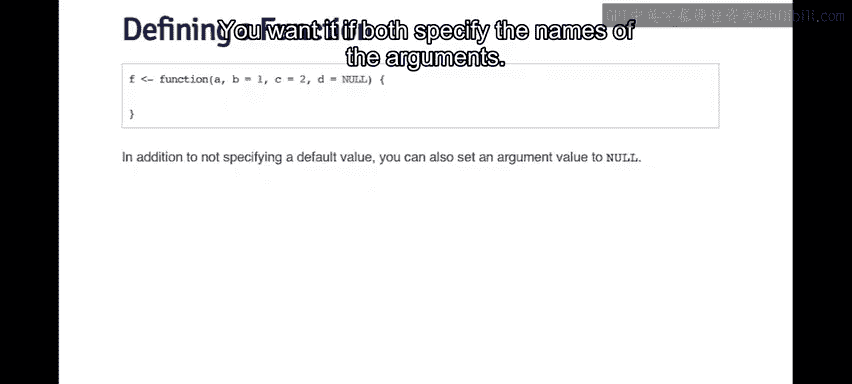 Defining a Function
You want it if both specify the names of
the arguments.
f <- function(a, b = 1, c = 2, d = NULL) {
}
In addition to not specifying a default value, you can also set an argument value to NULL.